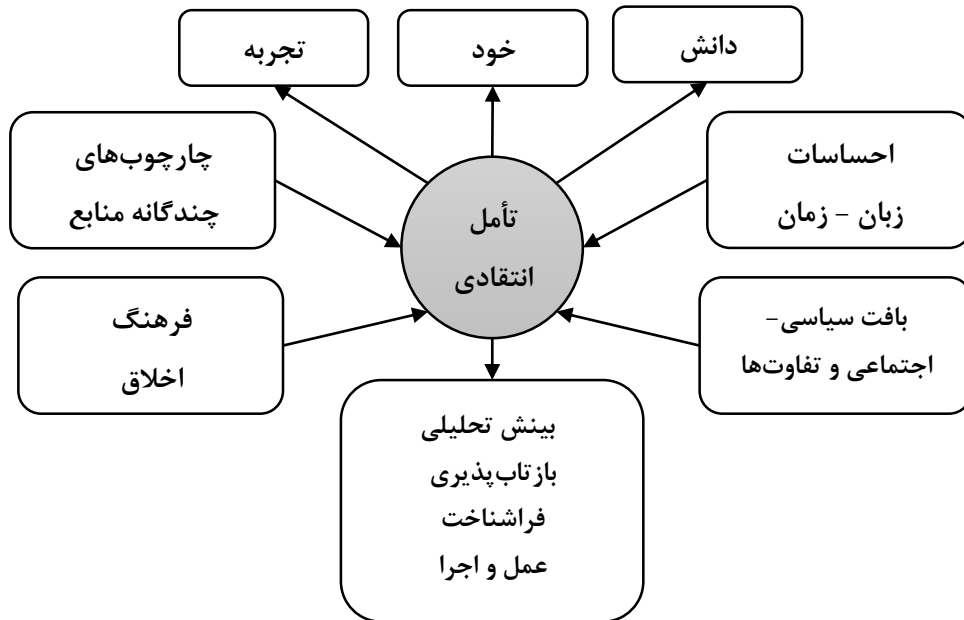 دانش
خود
تجربه
احساسات
زبان – زمان
تأمل
انتقادی
چارچوب‌های
چندگانه منابع
بافت سیاسی–
اجتماعی و تفاوت‌ها
فرهنگ
اخلاق
بینش تحلیلی
بازتاب‌پذیری
فراشناخت
عمل و اجرا